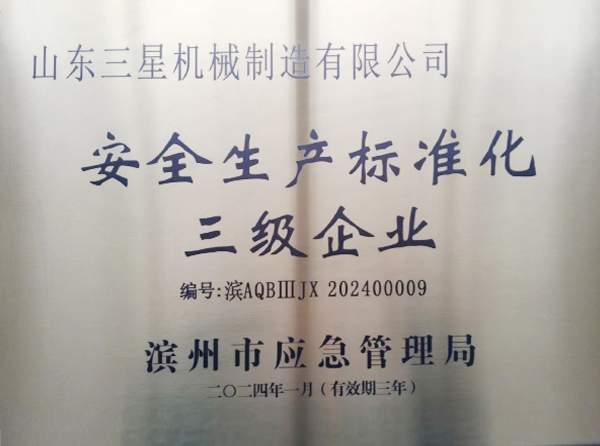 山东三星机械制造有限公司
安全生产标准化
三级企业
编号:滨AQBⅢJX 202400009
滨州市应急管理局
二〇二四年一月(有效期三年)